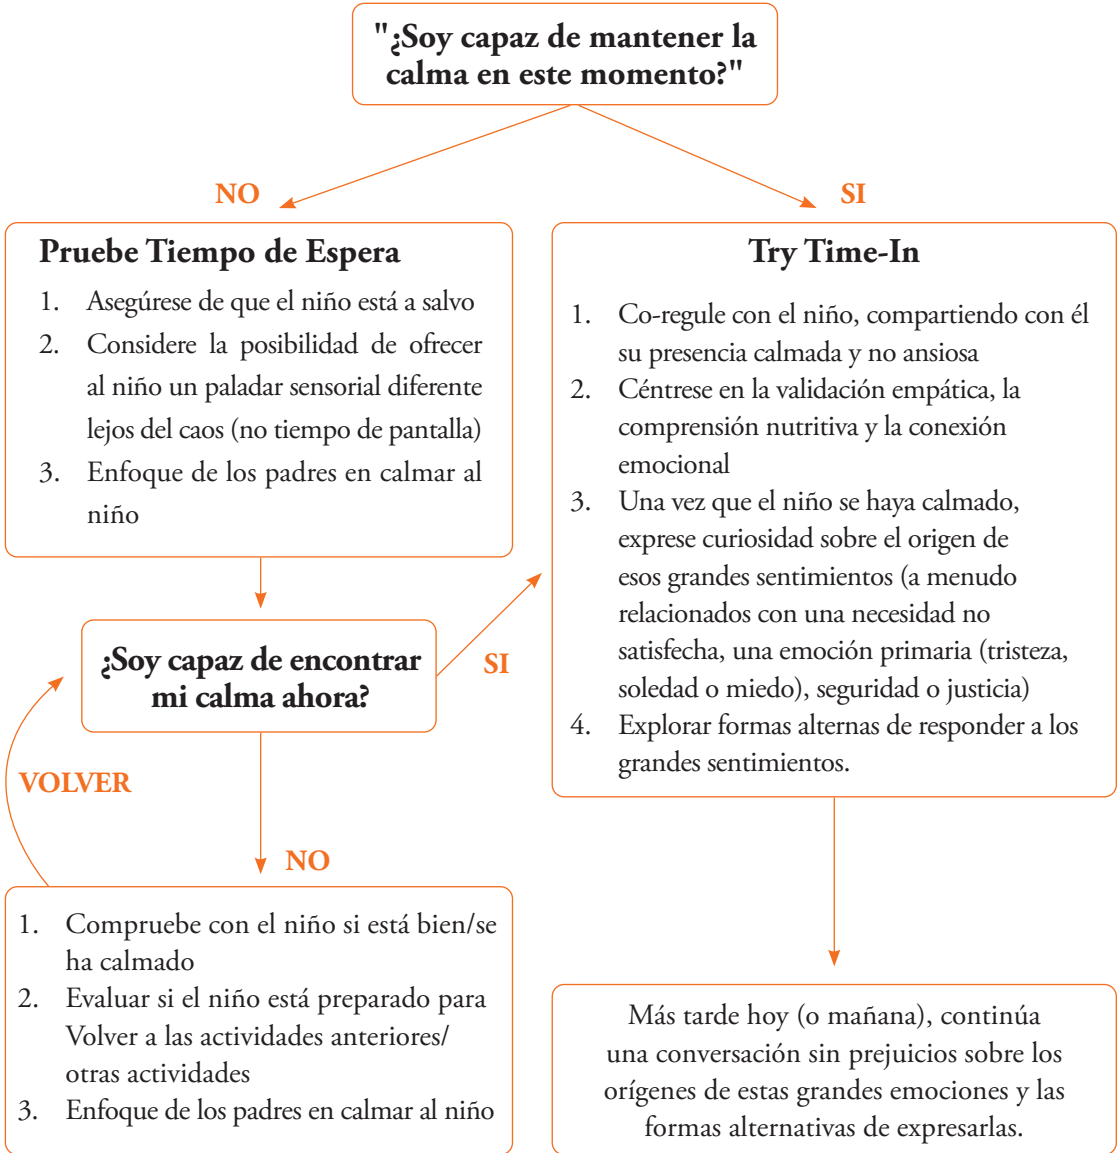 "¿Soy capaz de mantener la
calma en este momento?"
NO
SI
Pruebe Tiempo de Espera
1. Asegúrese de que el niño está a salvo
2. Considere la posibilidad de ofrecer
al niño un paladar sensorial diferente
lejos del caos (no tiempo de pantalla)
3. Enfoque de los padres en calmar al
niño
Try Time-In
1. Co-regule con el niño, compartiendo con él
su presencia calmada y no ansiosa
2. Céntrese en la validación empática, la
comprensión nutritiva y la conexión
emocional
3. Una vez que el niño se haya calmado,
exprese curiosidad sobre el origen de
esos grandes sentimientos (a menudo
relacionados con una necesidad no
satisfecha, una emoción primaria (tristeza,
soledad o miedo), seguridad o justicia)
4. Explorar formas alternas de responder a los
grandes sentimientos.
¿Soy capaz de encontrar
mi calma ahora?
SI
VOLVER
NO
1. Compruebe con el niño si está bien/se
ha calmado
2. Evaluar si el niño está preparado para
Volver a las actividades anteriores/
otras actividades
3. Enfoque de los padres en calmar al niño
Más tarde hoy (o mañana), continúa
una conversación sin prejuicios sobre los
orígenes de estas grandes emociones y las
formas alternativas de expresarlas.